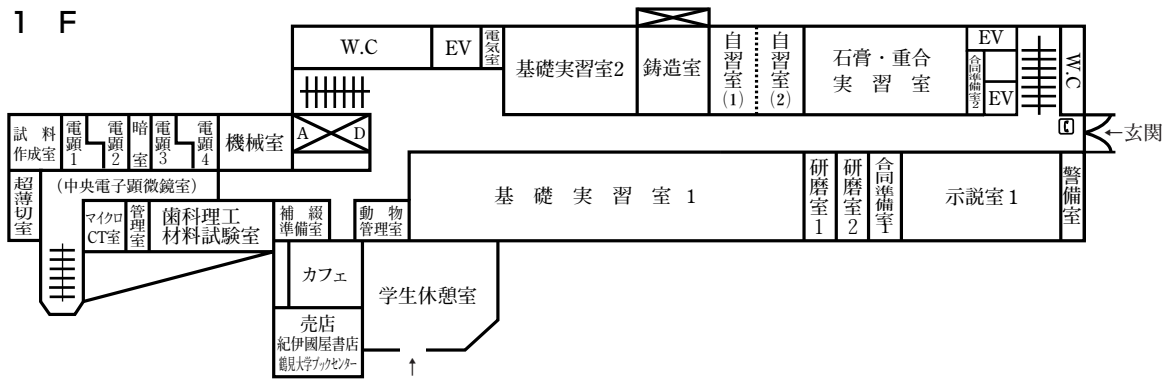 1 F
W.C
EV
電気室
基礎実習室2
鋳造室
自習室(1)
自習室(2)
石膏・重合
実習室
EV
合同準備室2
EV
W.C
←玄関
試料
作成室
電顕1
電顕2
暗室
電顕3
電顕4
機械室
A
D
超薄切室
(中央電子顕微鏡室)
マイクロ
CT室
管理室
歯科理工
材料試験室
補綴
準備室
動物
管理室
基礎実習室1
研磨室1
研磨室2
合同準備室1
示説室1
警備室
カフェ
学生休憩室
売店
紀伊國屋書店
鶴見大学ブックセンター
↑